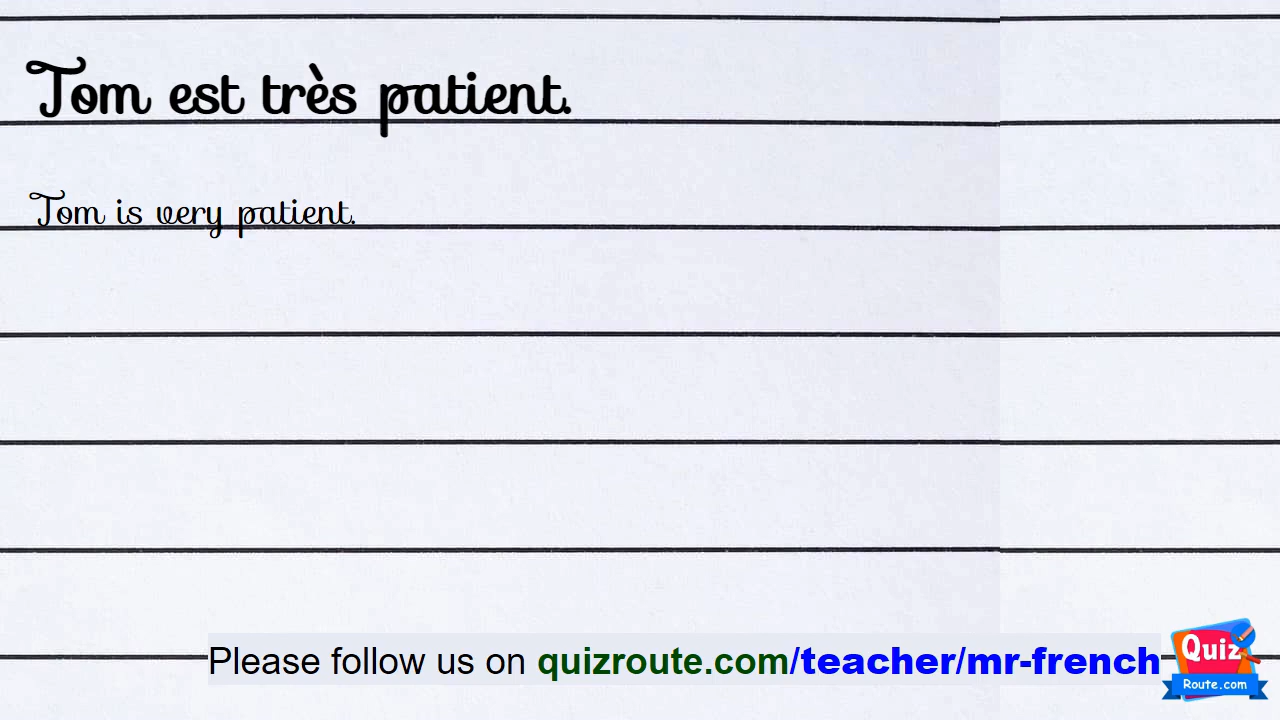 Tom est très patient.
Tom is very patient.
Please follow us on quizroute.com/teacher/mr-french
Quiz
Route.com